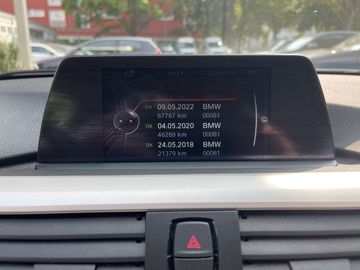 OK 09.05.2022 BMW
67767 km 00081
OK 04.05.2020 BMW
46269 km 00081
OK 24.05.2018 BMW
21379 km 00081